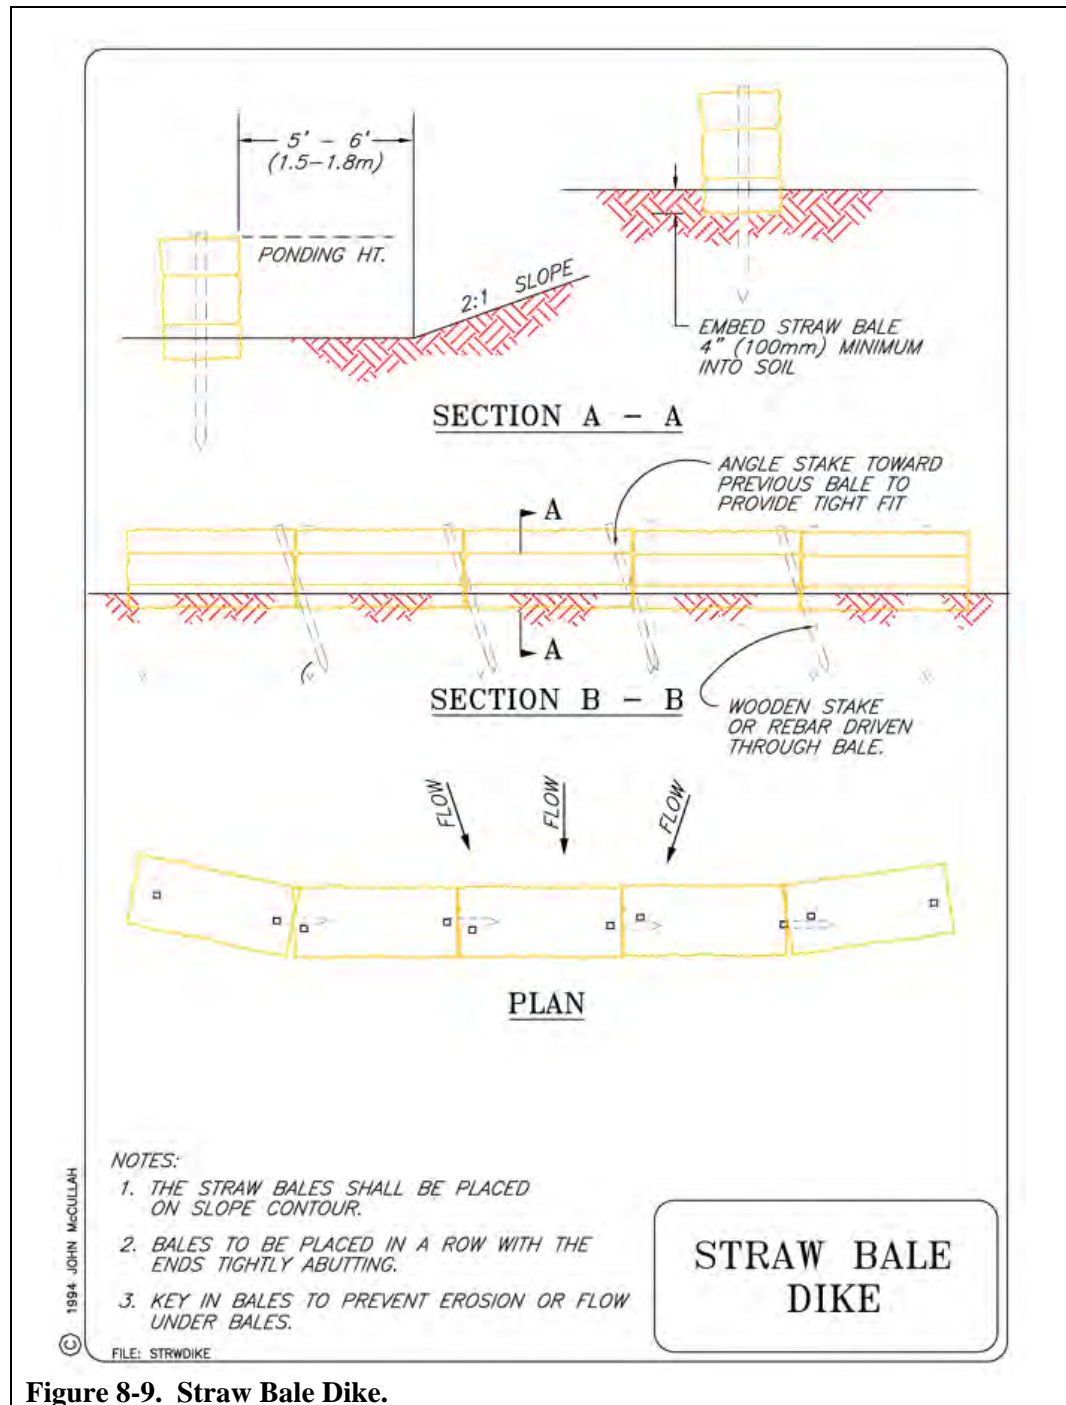 5' - 6'
(1.5-1.8m)
PONDING HT.
2:1 SLOPE
EMBED STRAW BALE
4" (100mm) MINIMUM
INTO SOIL
SECTION A - A
ANGLE STAKE TOWARD
PREVIOUS BALE TO
PROVIDE TIGHT FIT
A
A
SECTION B - B
WOODEN STAKE
OR REBAR DRIVEN
THROUGH BALE.
FLOW
FLOW
FLOW
PLAN
NOTES:
1. THE STRAW BALES SHALL BE PLACED
ON SLOPE CONTOUR.
2. BALES TO BE PLACED IN A ROW WITH THE
ENDS TIGHTLY ABUTTING.
3. KEY IN BALES TO PREVENT EROSION OR FLOW
UNDER BALES.
STRAW BALE
DIKE
© 1994 JOHN McCULLAH
FILE: STRWDIKE
Figure 8-9. Straw Bale Dike.